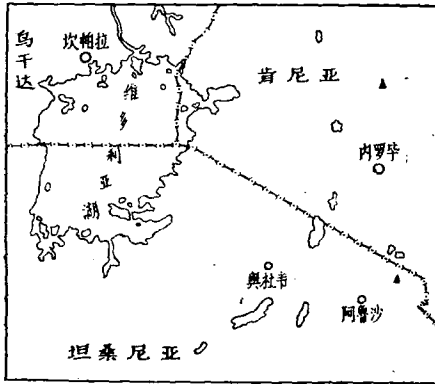 乌干达
坎帕拉
维多利亚湖
肯尼亚
内罗毕
奥杜韦
阿鲁沙
坦桑尼亚